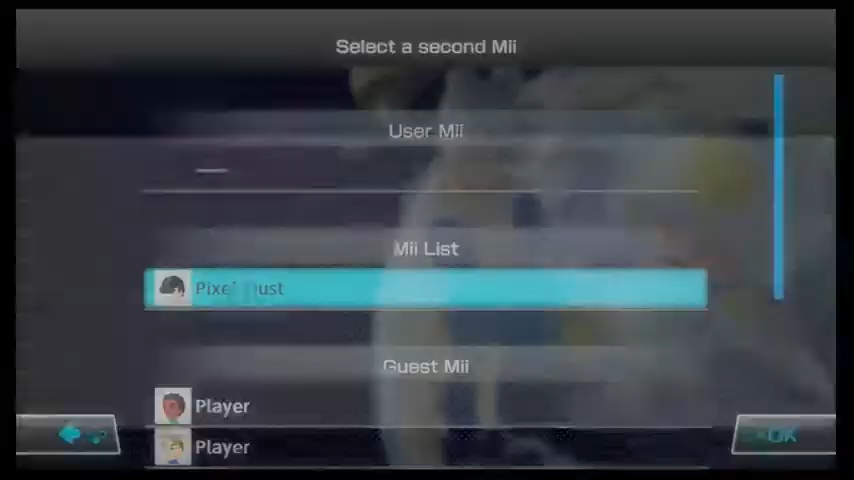 Select a second Mii
User Mii
Mii List
Guest Mii
Player
Player
OK